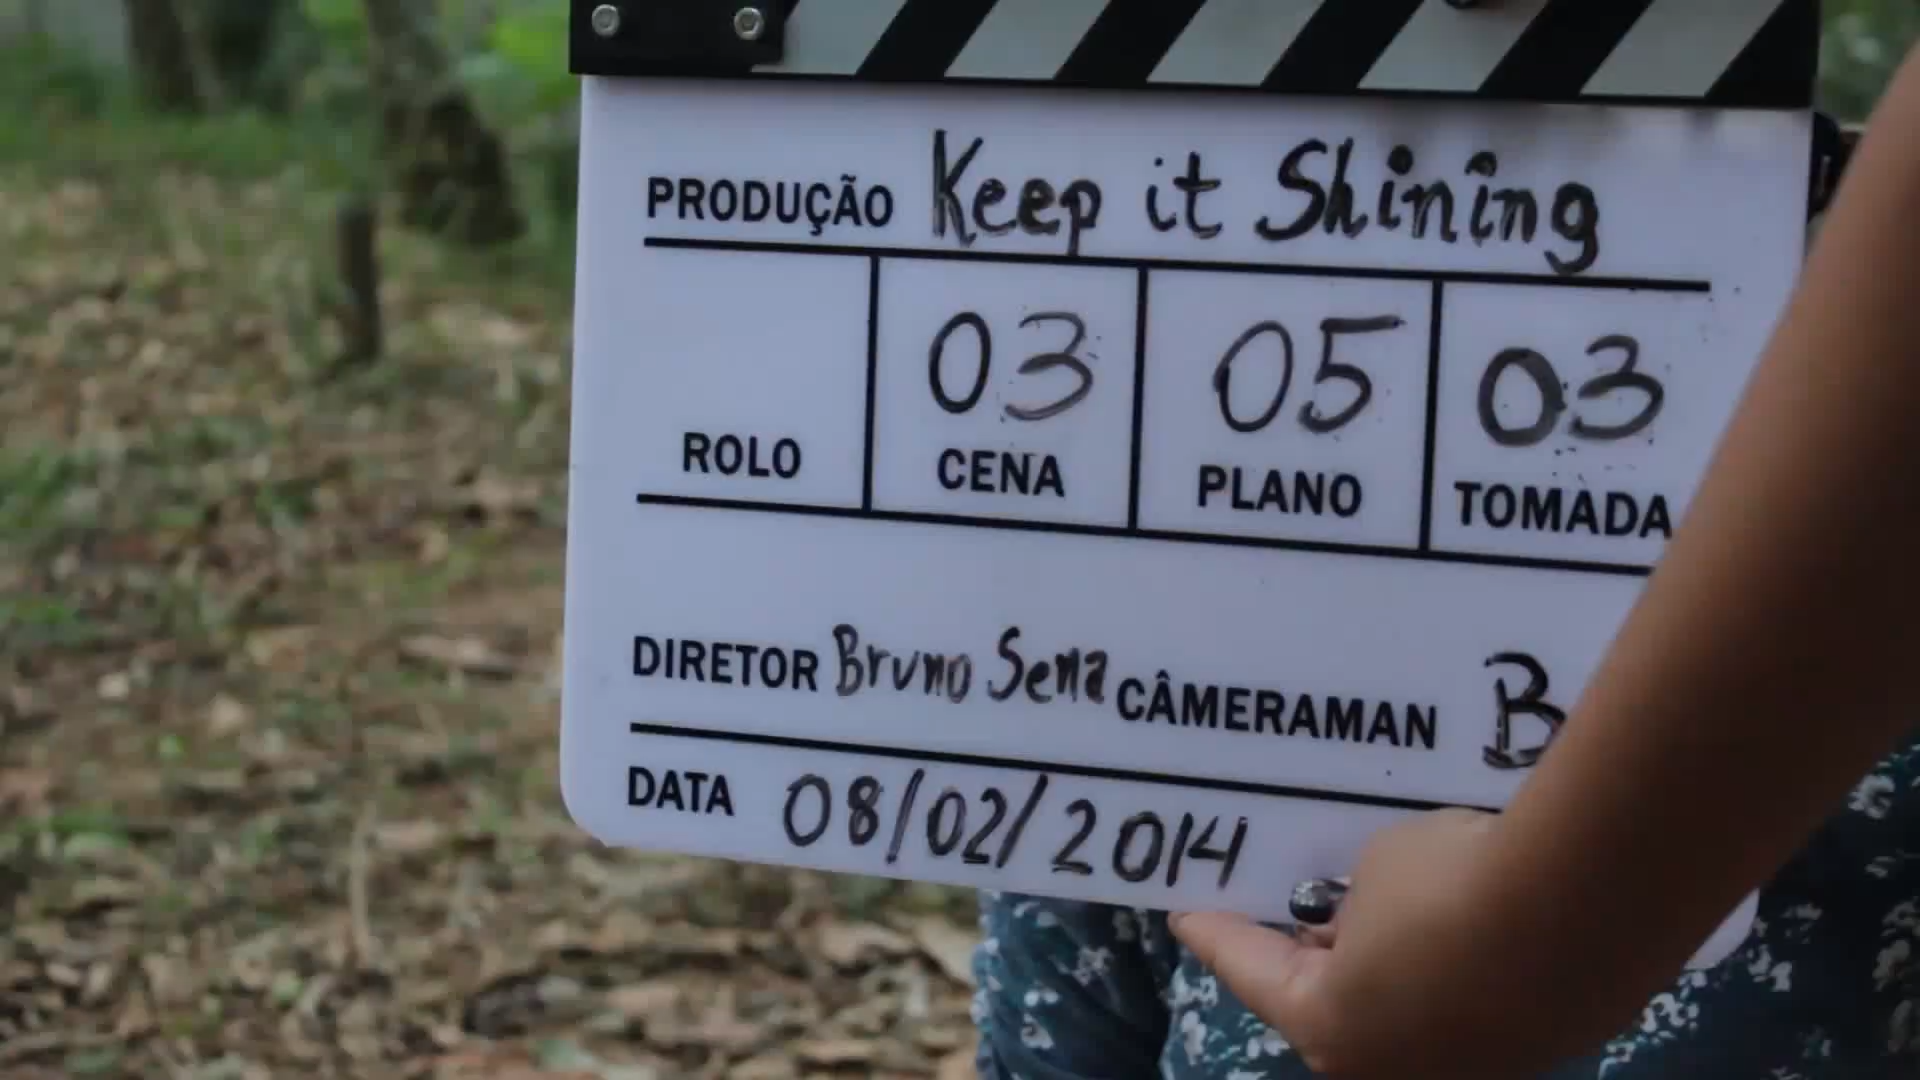 PRODUÇÃO Keep it Shining
03 05 03
ROLO CENA PLANO TOMADA
DIRETOR Bruno Sena CÂMERAMAN B
DATA 08/02/2014